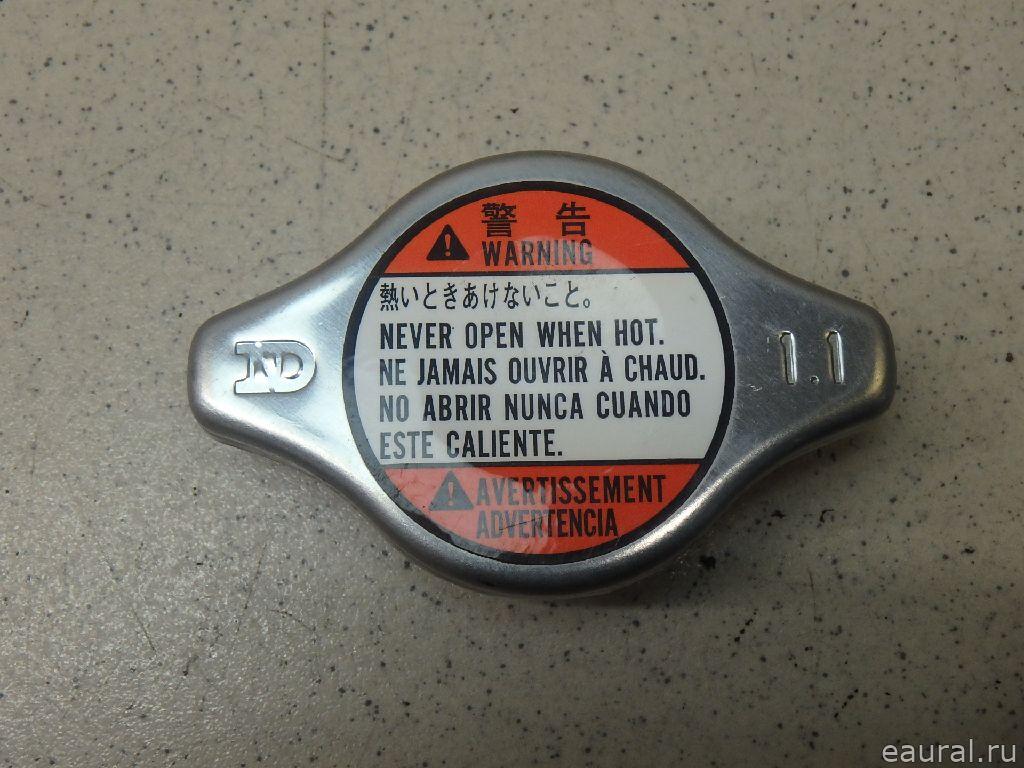 警告
WARNING
熱いときあけないこと。
NEVER OPEN WHEN HOT.
NE JAMAIS OUVRIR À CHAUD.
NO ABRIR NUNCA CUANDO
ESTE CALIENTE.
AVERTISSEMENT
ADVERTENCIA
ND
1.1
eaural.ru